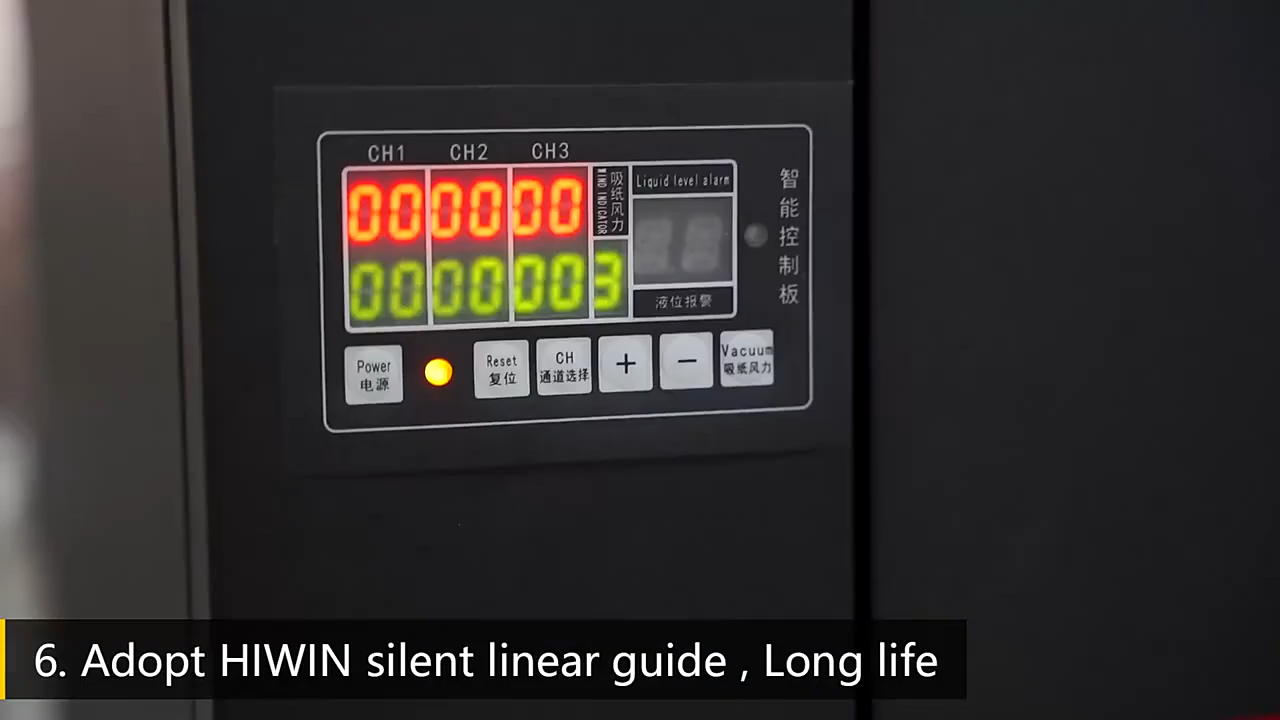 CH1 CH2 CH3
000000
0000003
WIND INDICATOR
吸纸风力
Liquid level alarm
液位报警
智能控制板
Power
电源
Reset
复位
CH
通道选择
+
−
Vacuum
吸纸风力
6. Adopt HIWIN silent linear guide , Long life